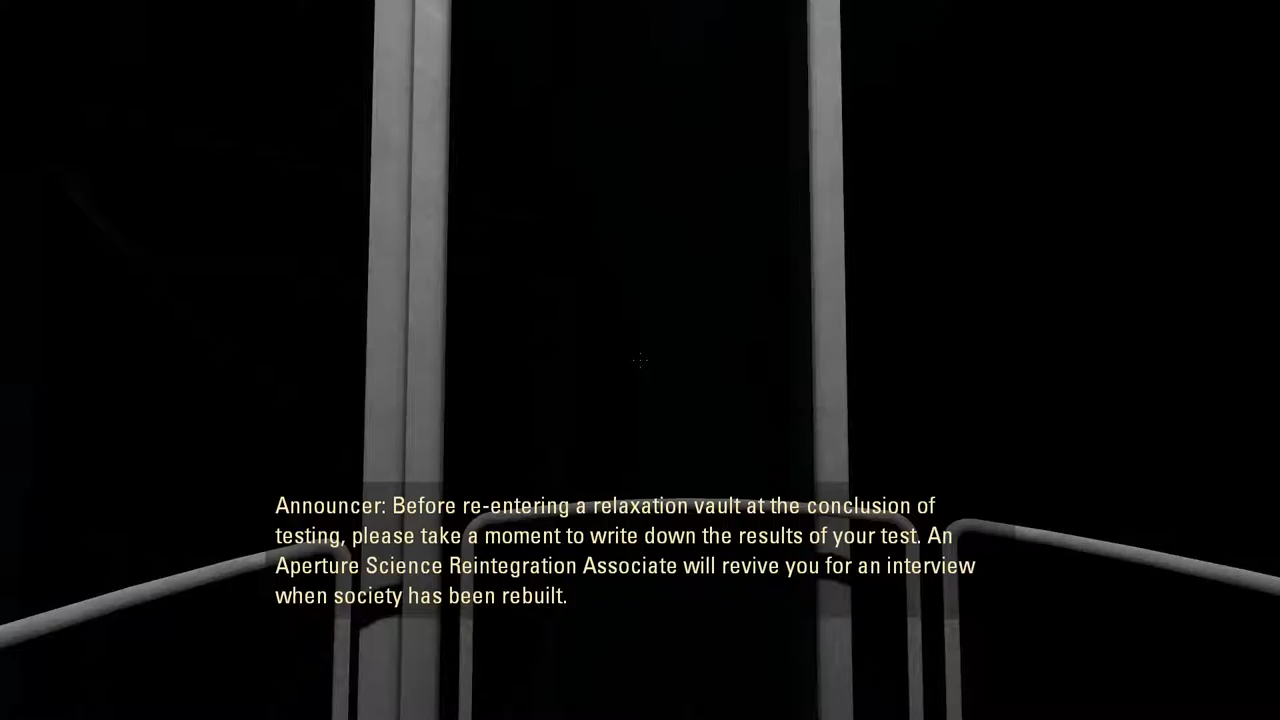 Announcer: Before re-entering a relaxation vault at the conclusion of
testing, please take a moment to write down the results of your test. An
Aperture Science Reintegration Associate will revive you for an interview
when society has been rebuilt.